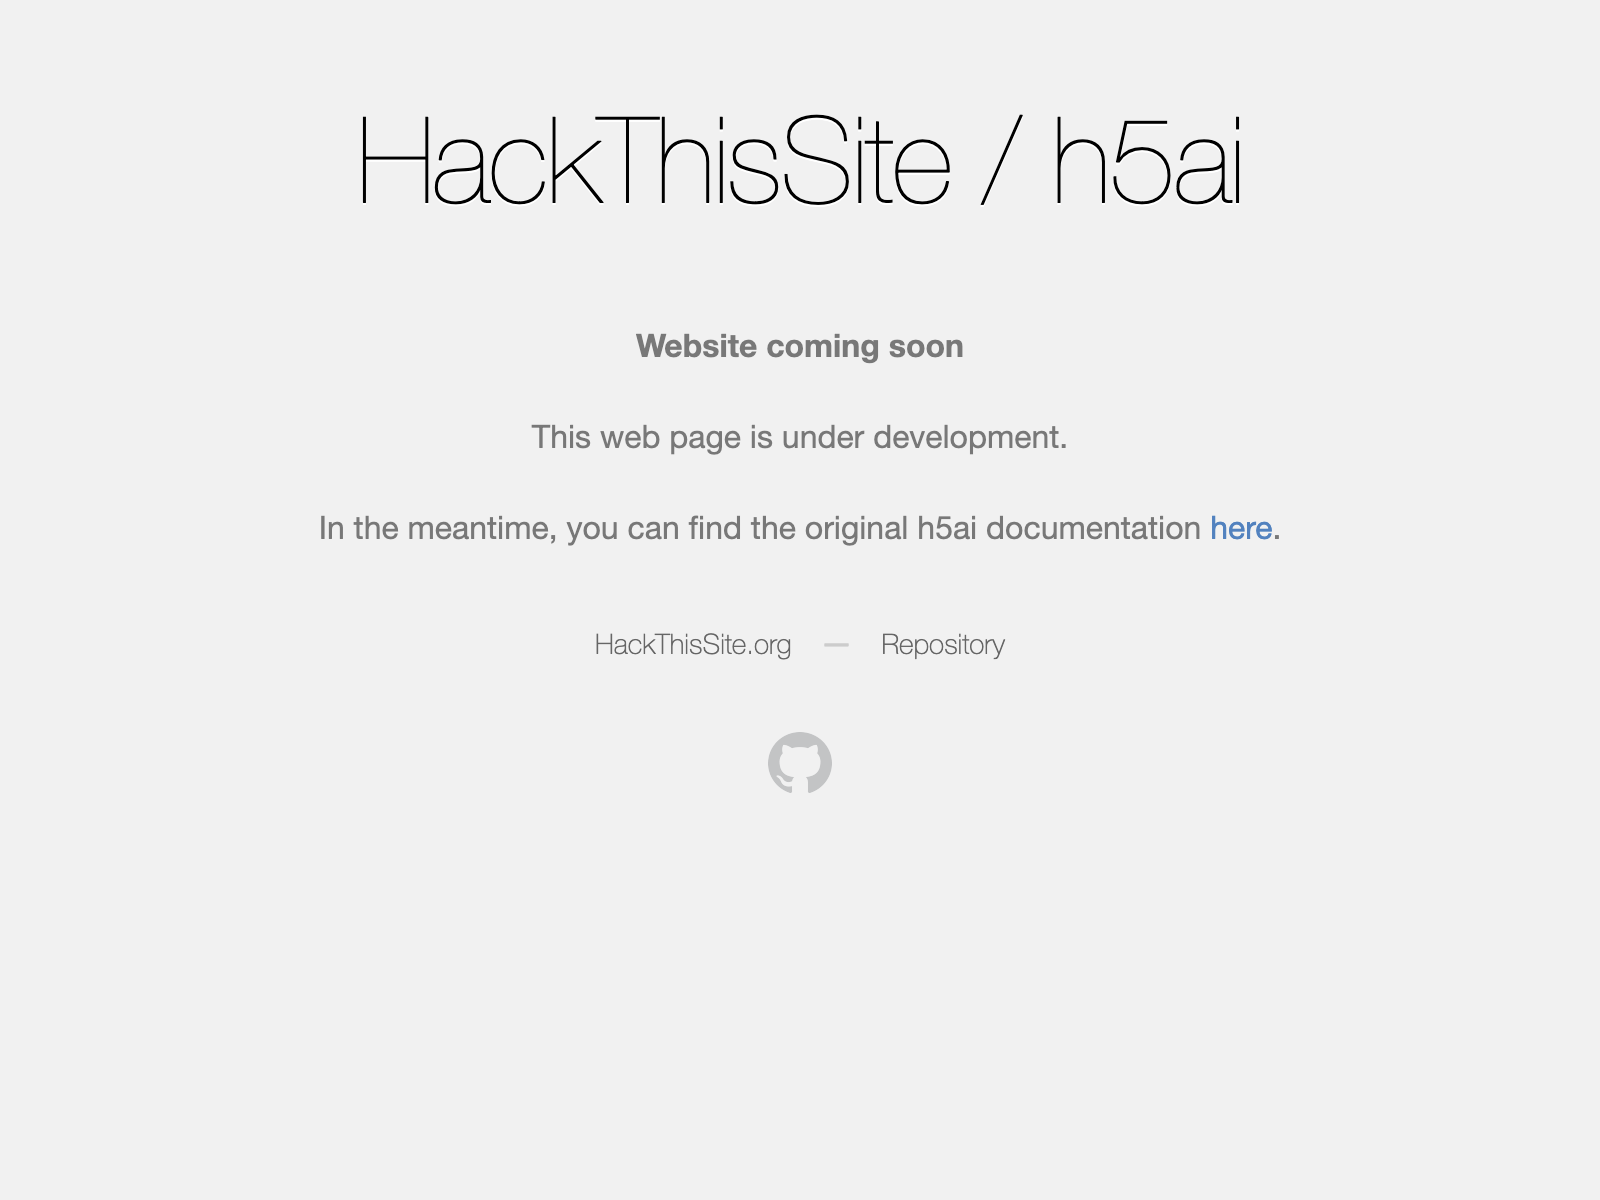 HackThisSite / h5ai
Website coming soon
This web page is under development.
In the meantime, you can find the original h5ai documentation here.
HackThisSite.org — Repository